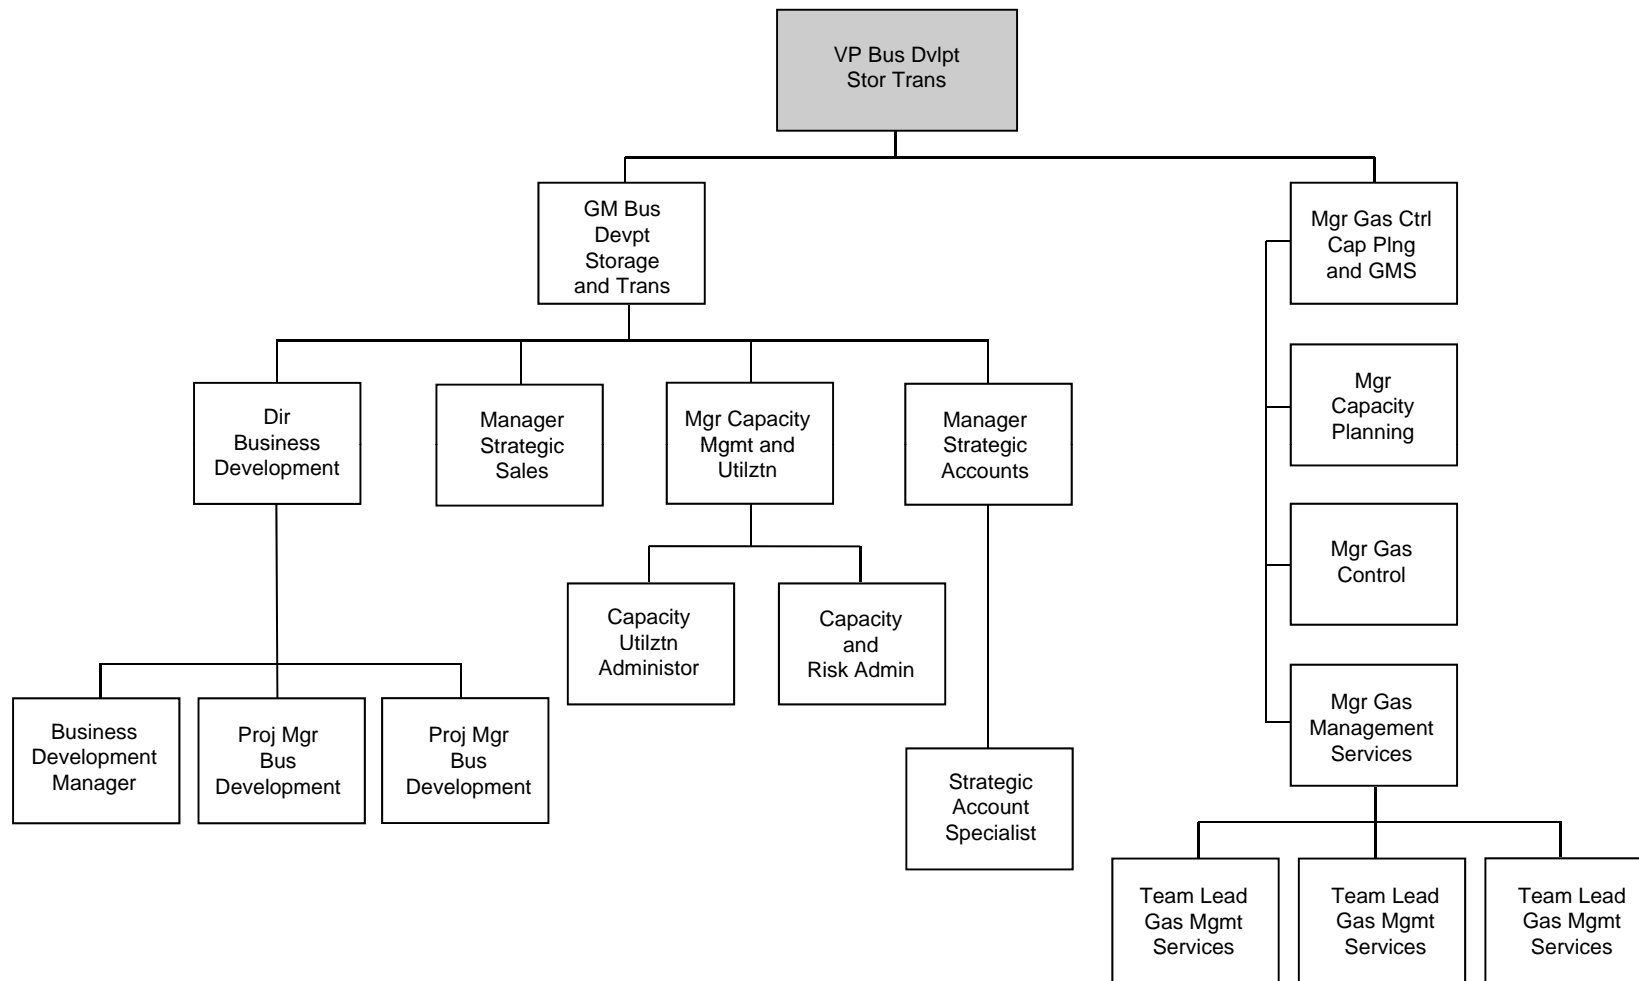 VP Bus Dvlpt
Stor Trans
GM Bus
Devpt
Storage
and Trans
Mgr Gas Ctrl
Cap Plng
and GMS
Dir
Business
Development
Manager
Strategic
Sales
Mgr Capacity
Mgmt and
Utilztn
Manager
Strategic
Accounts
Mgr
Capacity
Planning
Capacity
Utilztn
Administor
Capacity
and
Risk Admin
Mgr Gas
Control
Business
Development
Manager
Proj Mgr
Bus
Development
Proj Mgr
Bus
Development
Strategic
Account
Specialist
Mgr Gas
Management
Services
Team Lead
Gas Mgmt
Services
Team Lead
Gas Mgmt
Services
Team Lead
Gas Mgmt
Services